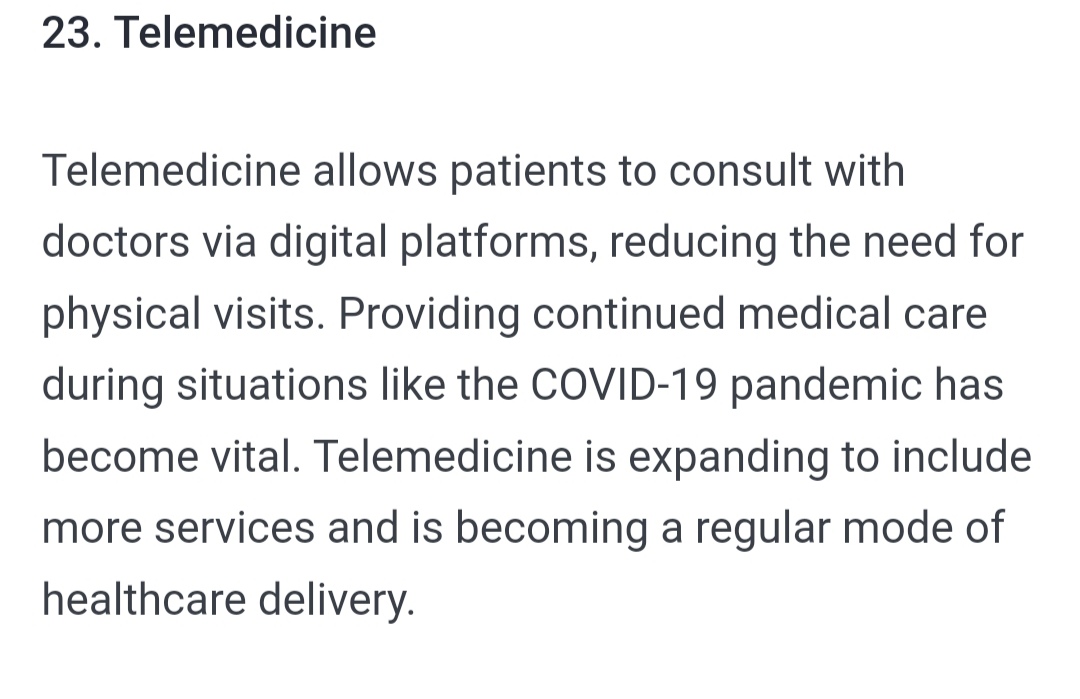 23. Telemedicine
Telemedicine allows patients to consult with
doctors via digital platforms, reducing the need for
physical visits. Providing continued medical care
during situations like the COVID-19 pandemic has
become vital. Telemedicine is expanding to include
more services and is becoming a regular mode of
healthcare delivery.